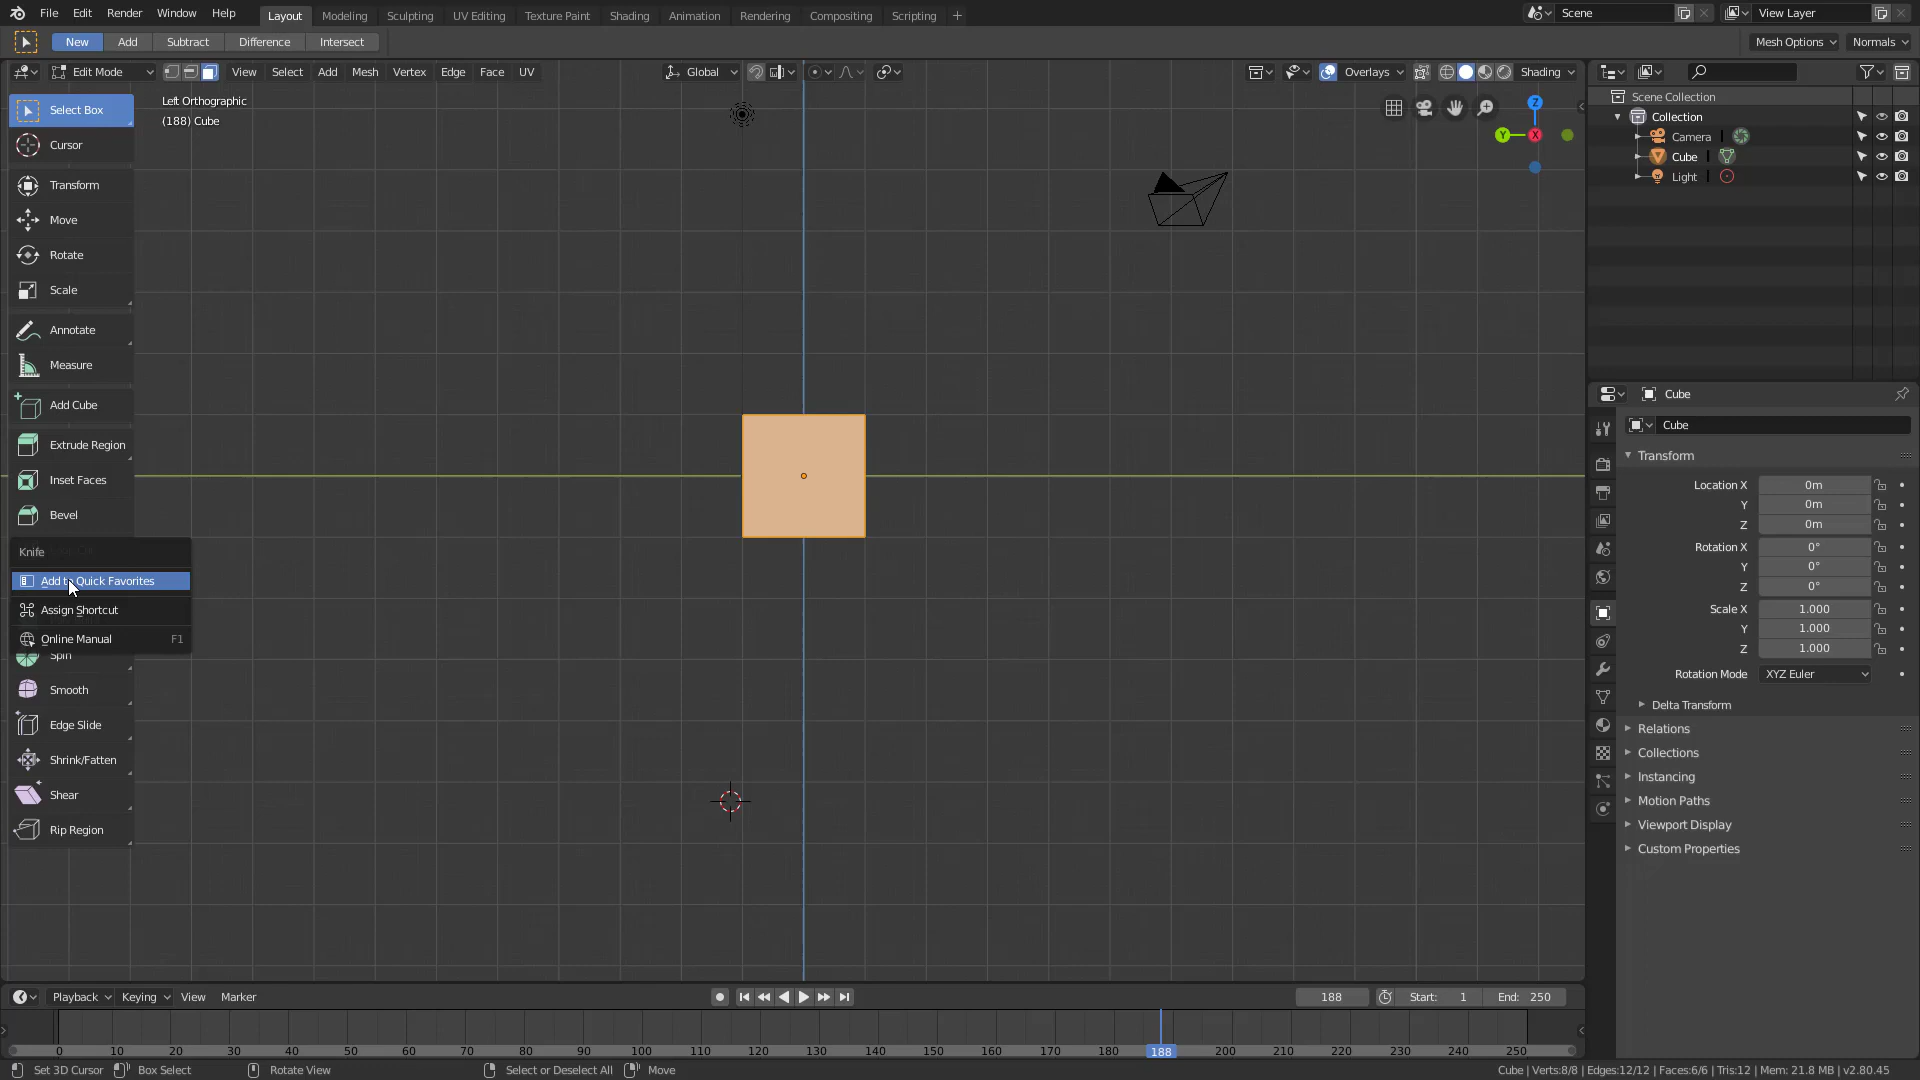 File Edit Render Window Help Layout Modeling Sculpting UV Editing Texture Paint Shading Animation Rendering Compositing Scripting + Scene View Layer
New Add Subtract Difference Intersect Mesh Options Normals
Edit Mode View Select Add Mesh Vertex Edge Face UV Global Overlays Shading
Left Orthographic
(188) Cube
Select Box
Cursor
Transform
Move
Rotate
Scale
Annotate
Measure
Add Cube
Extrude Region
Inset Faces
Bevel
Knife
Add to Quick Favorites
Assign Shortcut
Online Manual F1
Spin
Smooth
Edge Slide
Shrink/Fatten
Shear
Rip Region
Z
Y
X
Scene Collection
Collection
Camera
Cube
Light
Cube
Cube
Transform
Location X 0m
Y 0m
Z 0m
Rotation X 0°
Y 0°
Z 0°
Scale X 1.000
Y 1.000
Z 1.000
Rotation Mode XYZ Euler
Delta Transform
Relations
Collections
Instancing
Motion Paths
Viewport Display
Custom Properties
Playback Keying View Marker 188 Start: 1 End: 250
0 10 20 30 40 50 60 70 80 90 100 110 120 130 140 150 160 170 180 188 200 210 220 230 240 250
Set 3D Cursor Box Select Rotate View Select or Deselect All Move Cube | Verts:8/8 | Edges:12/12 | Faces:6/6 | Tris:12 | Mem: 21.8 MB | v2.80.45